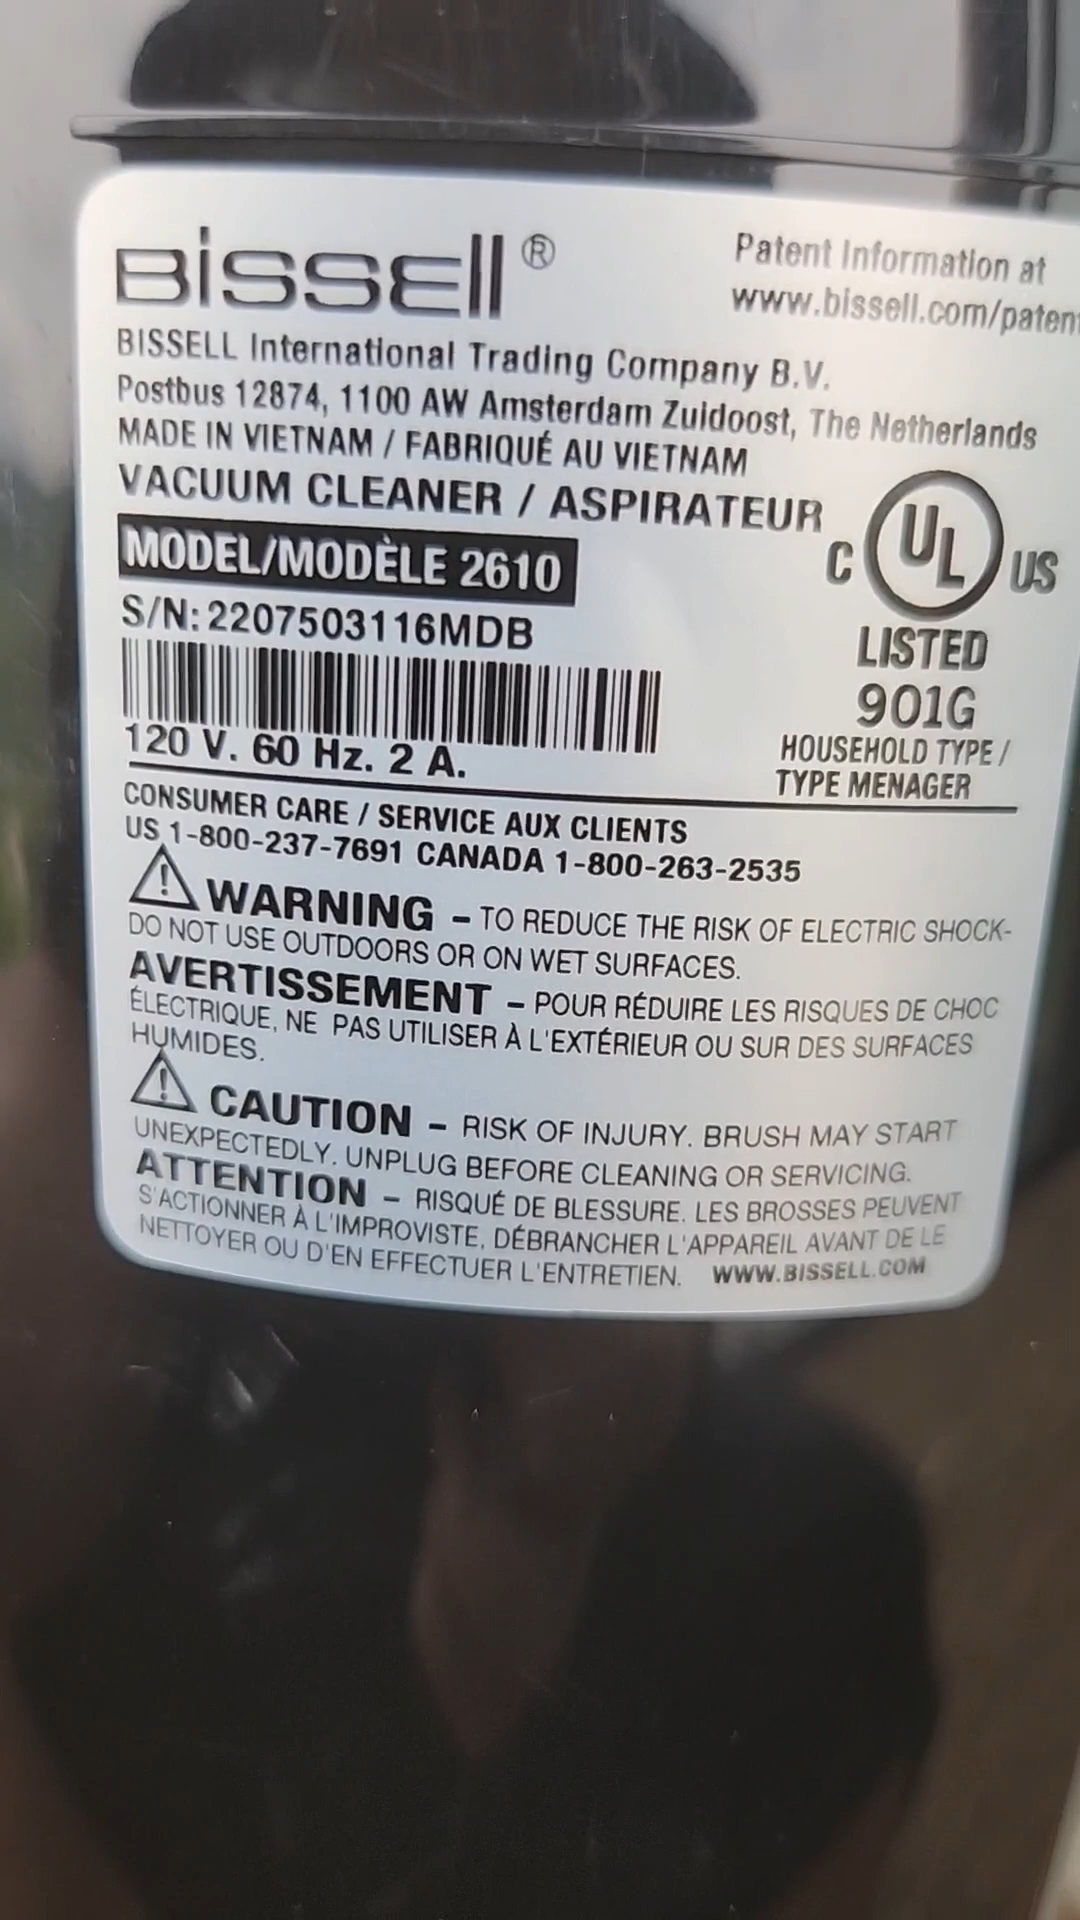 BISSELL®
Patent Information at
www.bissell.com/paten
BISSELL International Trading Company B.V.
Postbus 12874, 1100 AW Amsterdam Zuidoost, The Netherlands
MADE IN VIETNAM / FABRIQUÉ AU VIETNAM
VACUUM CLEANER / ASPIRATEUR
MODEL/MODÈLE 2610
S/N: 2207503116MDB
120 V. 60 Hz. 2 A.
C UL US
LISTED
901G
HOUSEHOLD TYPE /
TYPE MENAGER
CONSUMER CARE / SERVICE AUX CLIENTS
US 1-800-237-7691 CANADA 1-800-263-2535
WARNING - TO REDUCE THE RISK OF ELECTRIC SHOCK-
DO NOT USE OUTDOORS OR ON WET SURFACES.
AVERTISSEMENT - POUR RÉDUIRE LES RISQUES DE CHOC
ÉLECTRIQUE, NE PAS UTILISER À L'EXTÉRIEUR OU SUR DES SURFACES
HUMIDES.
CAUTION - RISK OF INJURY. BRUSH MAY START
UNEXPECTEDLY. UNPLUG BEFORE CLEANING OR SERVICING.
ATTENTION - RISQUÉ DE BLESSURE. LES BROSSES PEUVENT
S'ACTIONNER À L'IMPROVISTE, DÉBRANCHER L'APPAREIL AVANT DE LE
NETTOYER OU D'EN EFFECTUER L'ENTRETIEN. WWW.BISSELL.COM